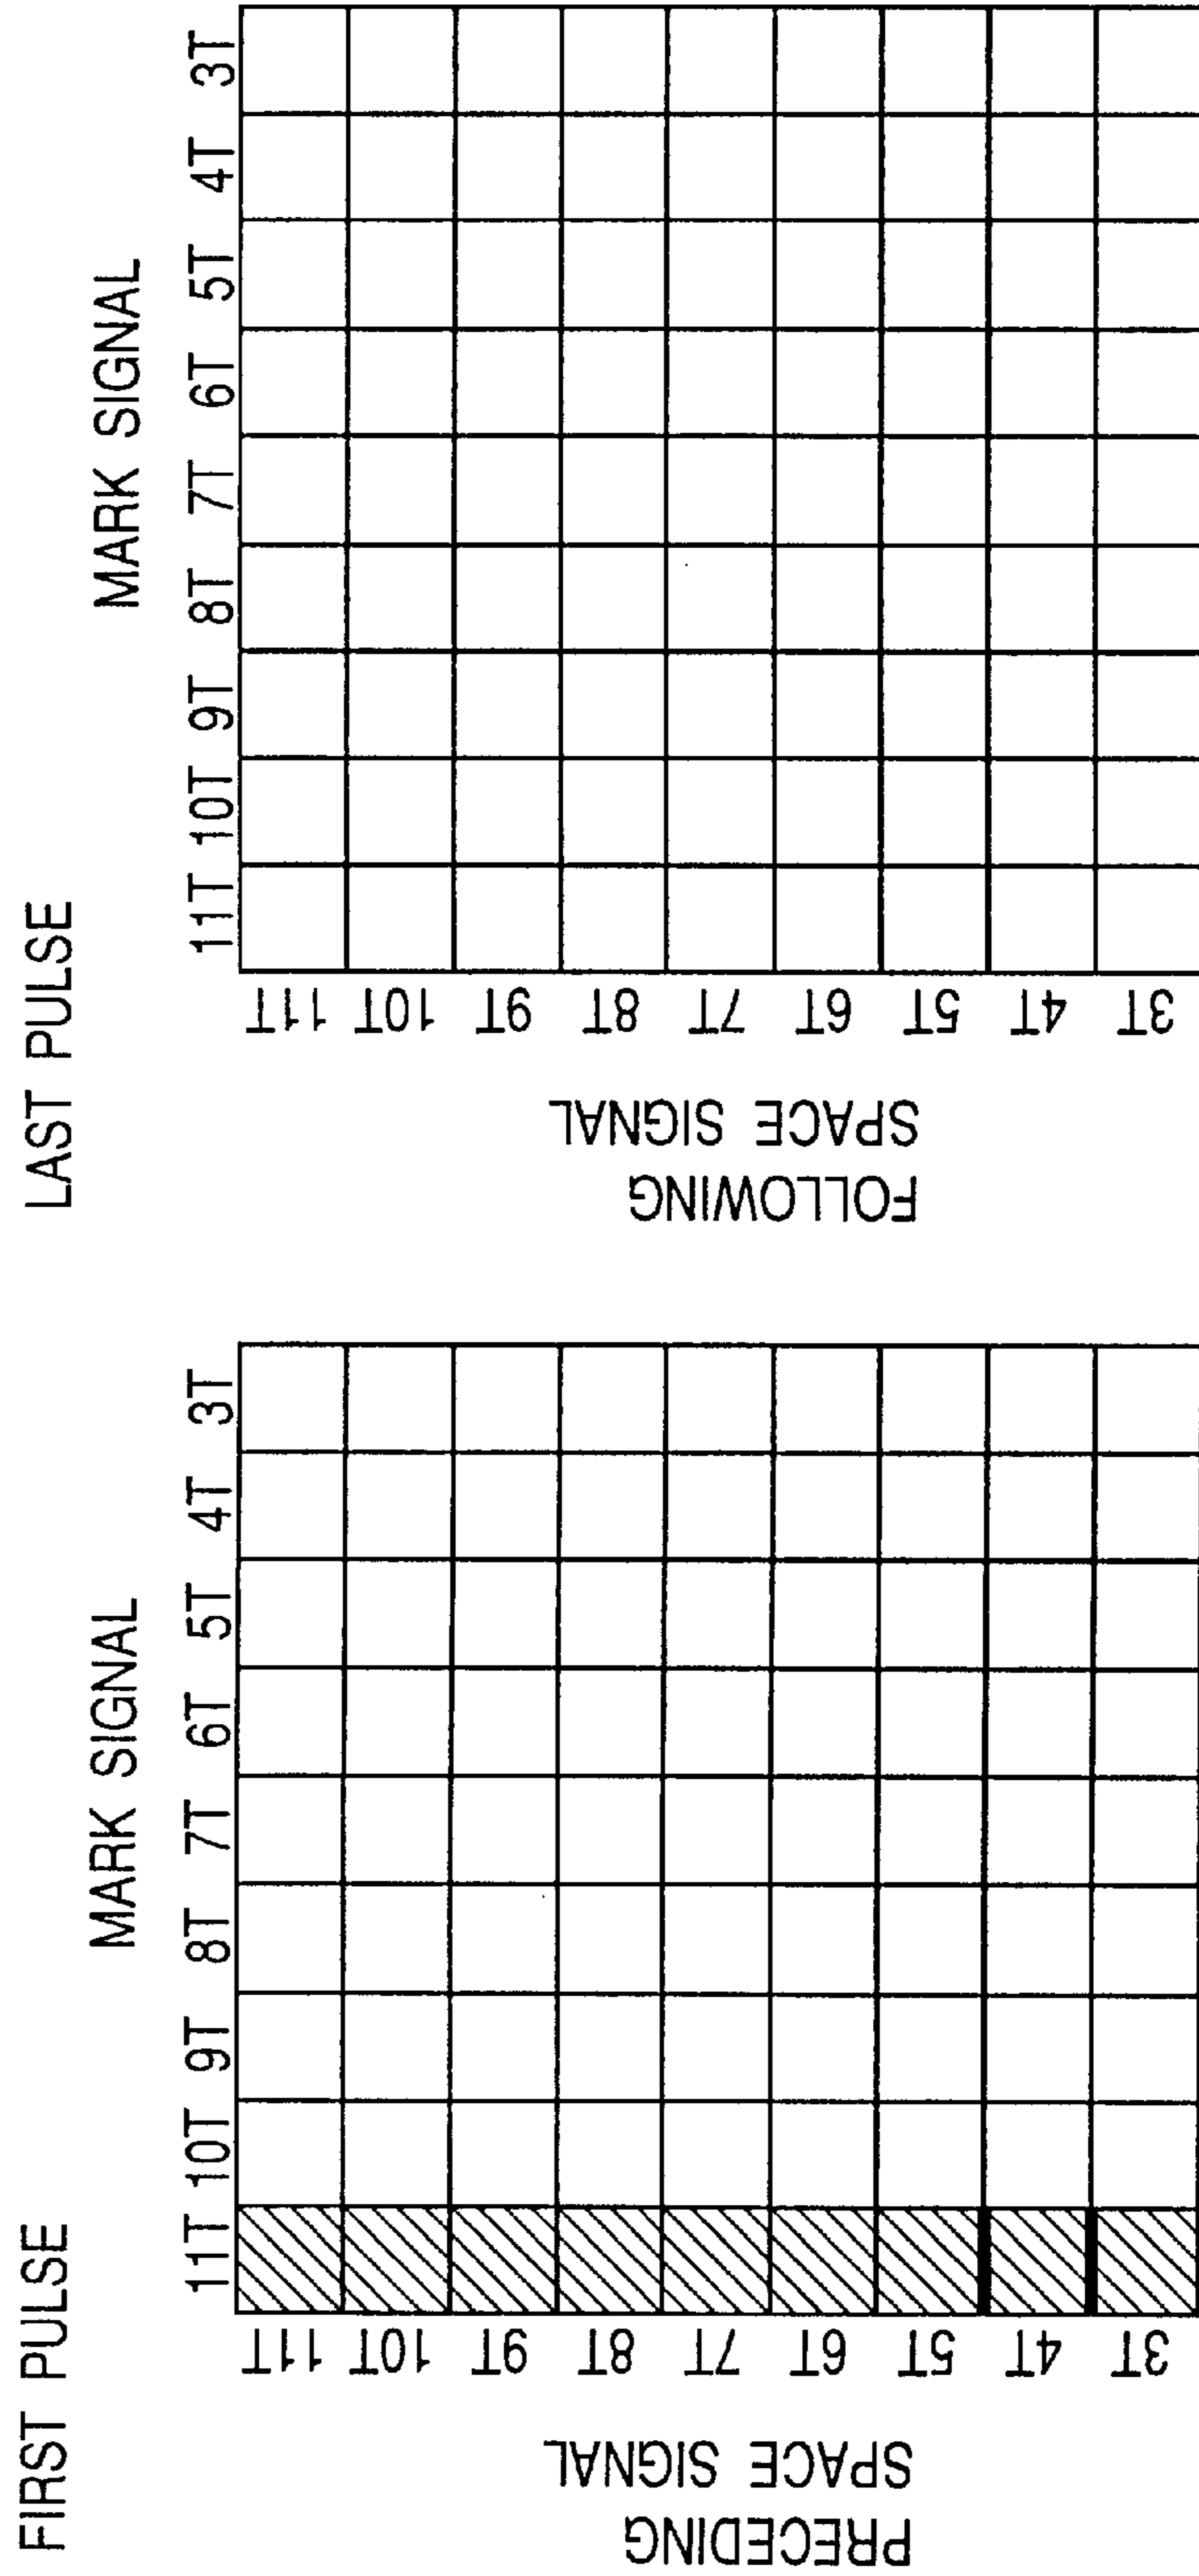 FIRST PULSE
MARK SIGNAL
11T 10T 9T 8T 7T 6T 5T 4T 3T
PRECEDING
SPACE SIGNAL
11T
10T
9T
8T
7T
6T
5T
4T
3T
LAST PULSE
MARK SIGNAL
11T 10T 9T 8T 7T 6T 5T 4T 3T
FOLLOWING
SPACE SIGNAL
11T
10T
9T
8T
7T
6T
5T
4T
3T